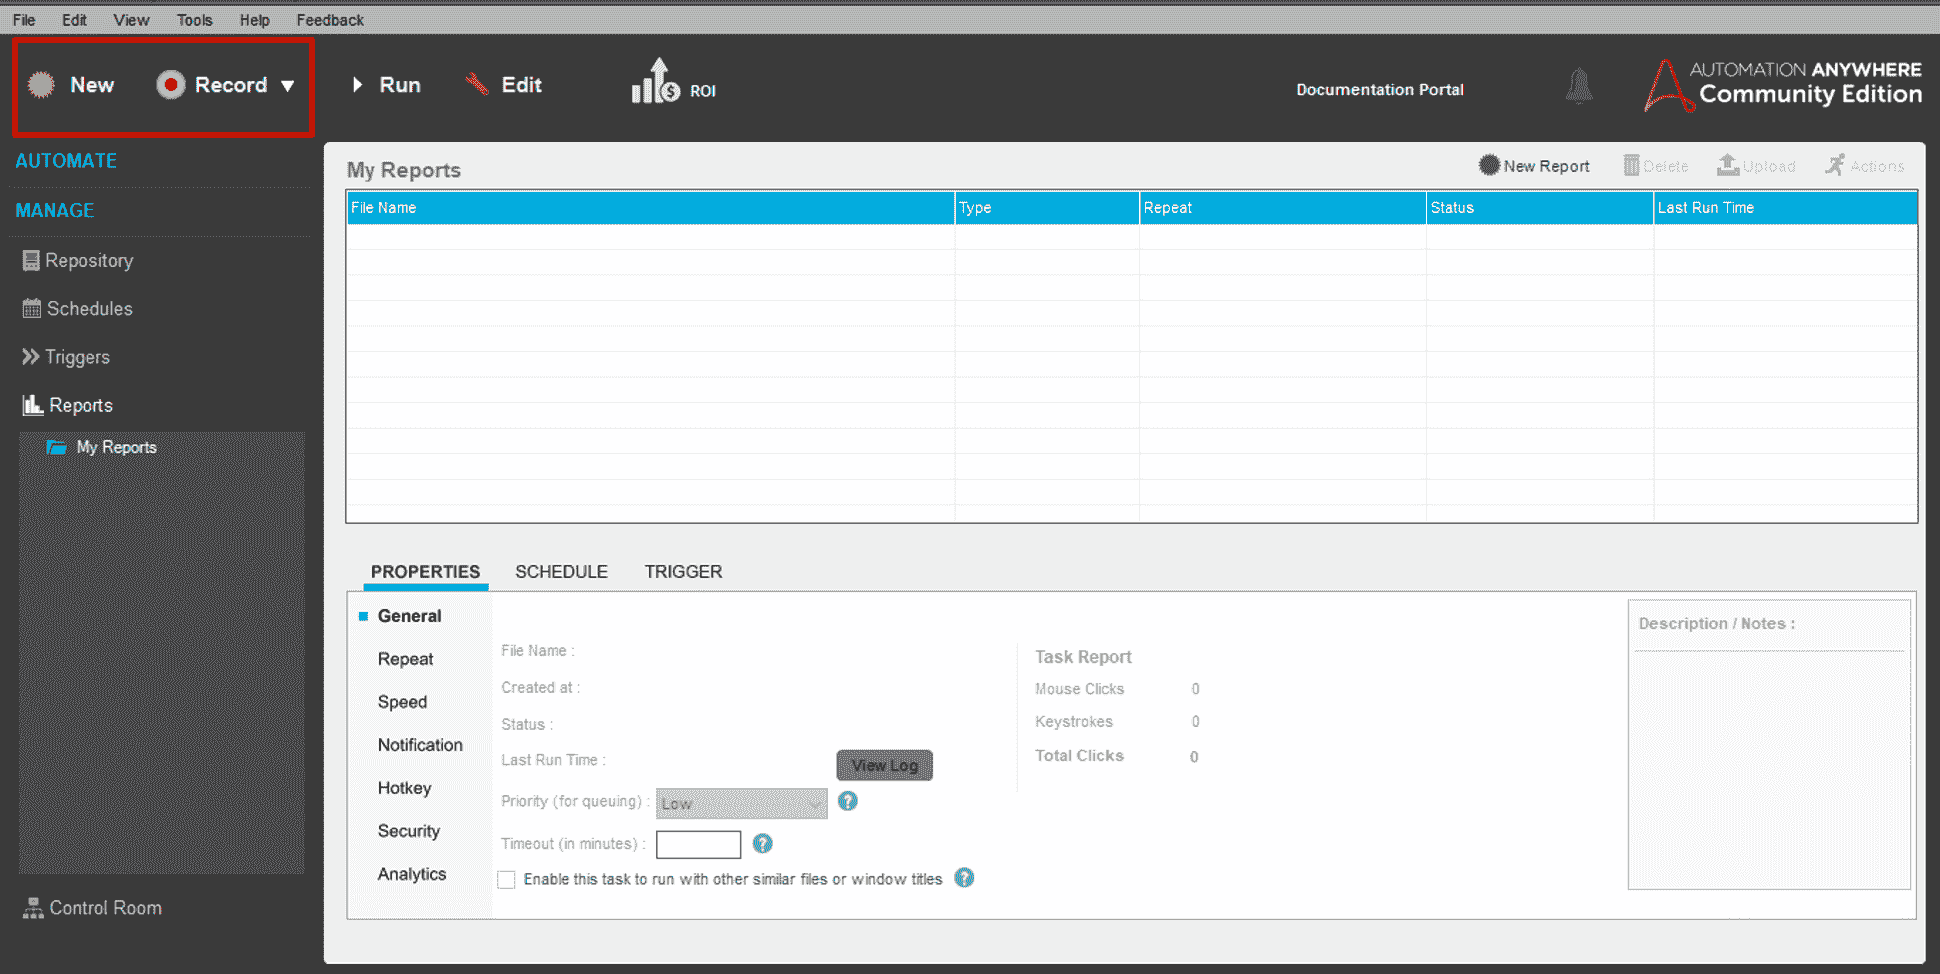 File Edit View Tools Help Feedback
New Record Run Edit ROI Documentation Portal
AUTOMATION ANYWHERE
Community Edition
AUTOMATE
MANAGE
Repository
Schedules
Triggers
Reports
My Reports
Control Room
My Reports
New Report Delete Upload Actions
File Name Type Repeat Status Last Run Time
PROPERTIES SCHEDULE TRIGGER
General
Repeat
Speed
Notification
Hotkey
Security
Analytics
File Name :
Created at :
Status :
Last Run Time :
View Log
Priority (for queuing) : Low
Timeout (in minutes) :
Enable this task to run with other similar files or window titles
Task Report
Mouse Clicks 0
Keystrokes 0
Total Clicks 0
Description / Notes :